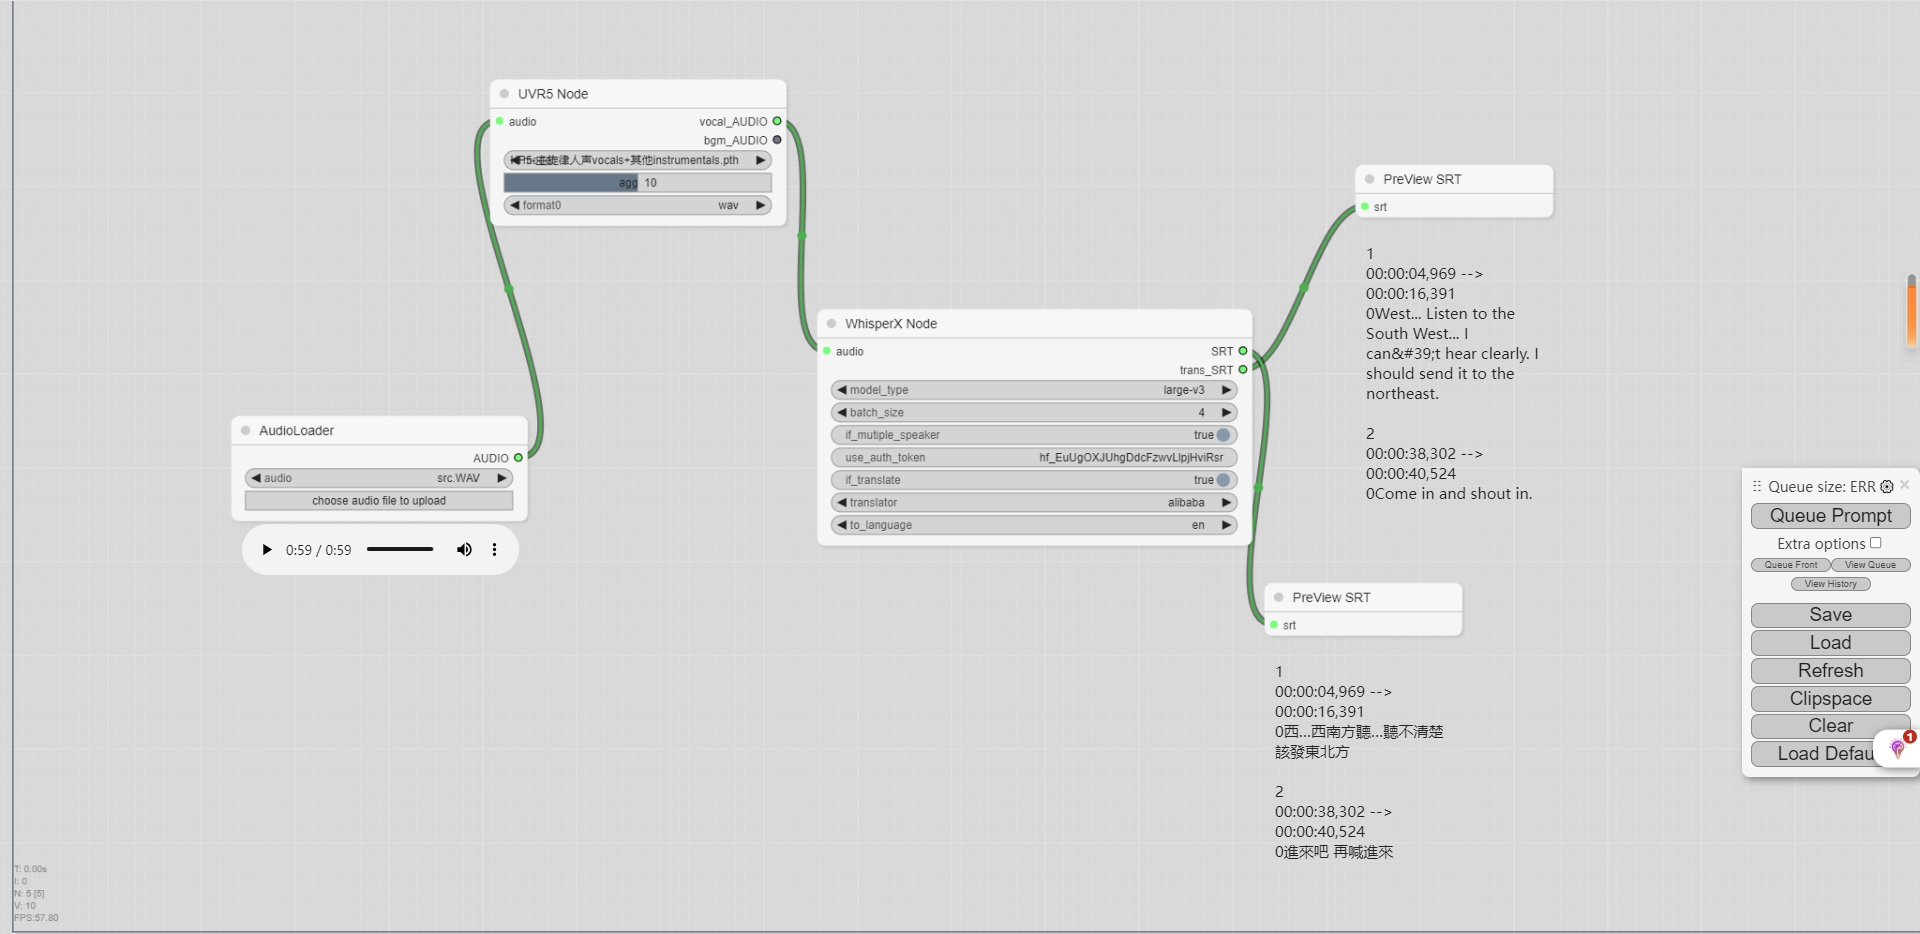 UVR5 Node
audio
vocal_AUDIO
bgm_AUDIO
主旋律人声vocals+其他instrumentals.pth
agg 10
format0 wav
AudioLoader
AUDIO
audio src.WAV
choose audio file to upload
0:59 / 0:59
WhisperX Node
audio
SRT
trans_SRT
model_type large-v3
batch_size 4
if_mutiple_speaker true
use_auth_token hf_EuUgOXJUhgDdcFzwvLlpjHviRsr
if_translate true
translator alibaba
to_language en
PreView SRT
srt
1
00:00:04,969 -->
00:00:16,391
0West... Listen to the
South West... I
can&#39;t hear clearly. I
should send it to the
northeast.
2
00:00:38,302 -->
00:00:40,524
0Come in and shout in.
PreView SRT
srt
1
00:00:04,969 -->
00:00:16,391
0西...西南方聽...聽不清楚
該發東北方
2
00:00:38,302 -->
00:00:40,524
0進來吧 再喊進來
Queue size: ERR
Queue Prompt
Extra options
Queue Front
View Queue
View History
Save
Load
Refresh
Clipspace
Clear
Load Defau
1
T: 0.00s
I: 0
N: 5 [5]
V: 10
FPS:57.80